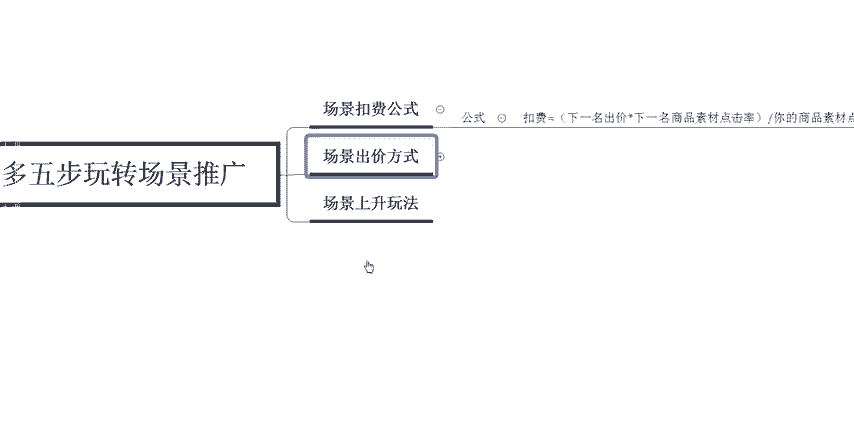 场景扣费公式
公式 扣费=（下一名出价*下一名商品素材点击率）/你的商品素材点
场景出价方式
多五步玩转场景推广
场景上升玩法